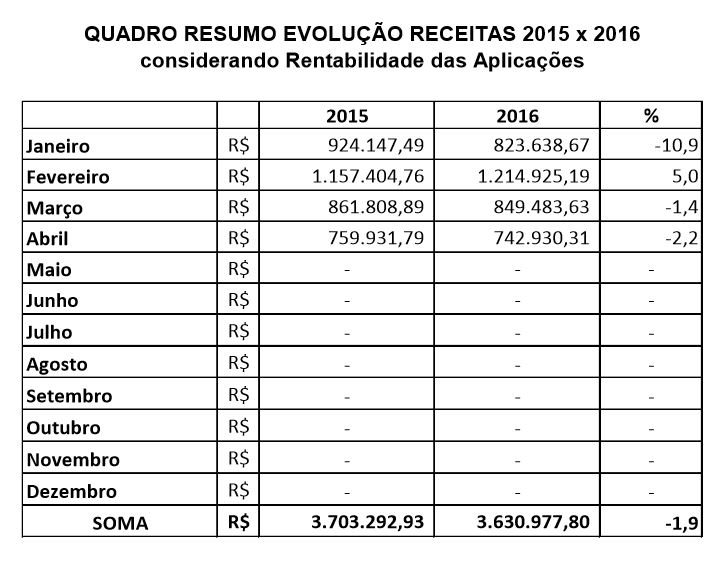 QUADRO RESUMO EVOLUÇÃO RECEITAS 2015 x 2016
considerando Rentabilidade das Aplicações
2015 2016 %
Janeiro R$ 924.147,49 823.638,67 -10,9
Fevereiro R$ 1.157.404,76 1.214.925,19 5,0
Março R$ 861.808,89 849.483,63 -1,4
Abril R$ 759.931,79 742.930,31 -2,2
Maio R$ - - -
Junho R$ - - -
Julho R$ - - -
Agosto R$ - - -
Setembro R$ - - -
Outubro R$ - - -
Novembro R$ - - -
Dezembro R$ - - -
SOMA R$ 3.703.292,93 3.630.977,80 -1,9